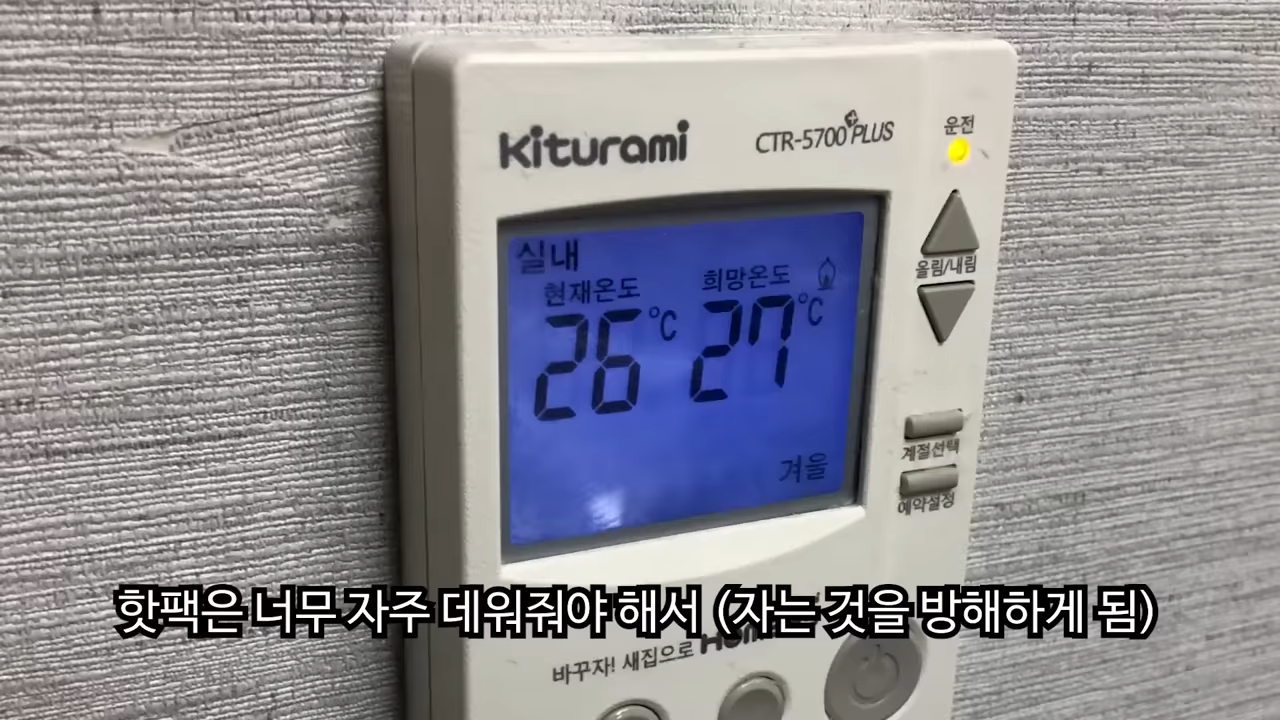 Kiturami
CTR-5700 PLUS
운전
실내
현재온도 희망온도
26℃ 27℃
올림/내림
겨울
계절선택
예약설정
핫팩은 너무 자주 데워줘야 해서 (자는 것을 방해하게 됨)
바꾸자! 새집으로